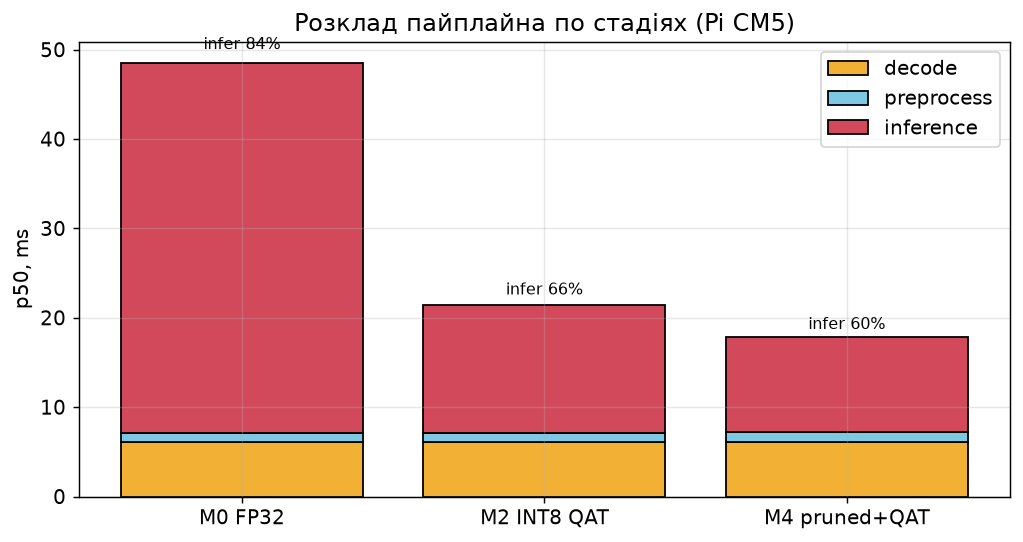 Розклад пайплайна по стадіях (Pi CM5)
infer 84%
decode
preprocess
inference
50
40
30
20
10
0
p50, ms
infer 66%
infer 60%
M0 FP32
M2 INT8 QAT
M4 pruned+QAT